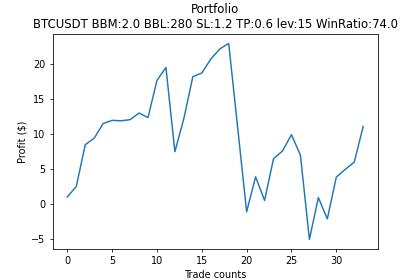 Portfolio
BTCUSDT BBM:2.0 BBL:280 SL:1.2 TP:0.6 lev:15 WinRatio:74.0
Profit ($)
20
15
10
5
0
−5
0 5 10 15 20 25 30
Trade counts